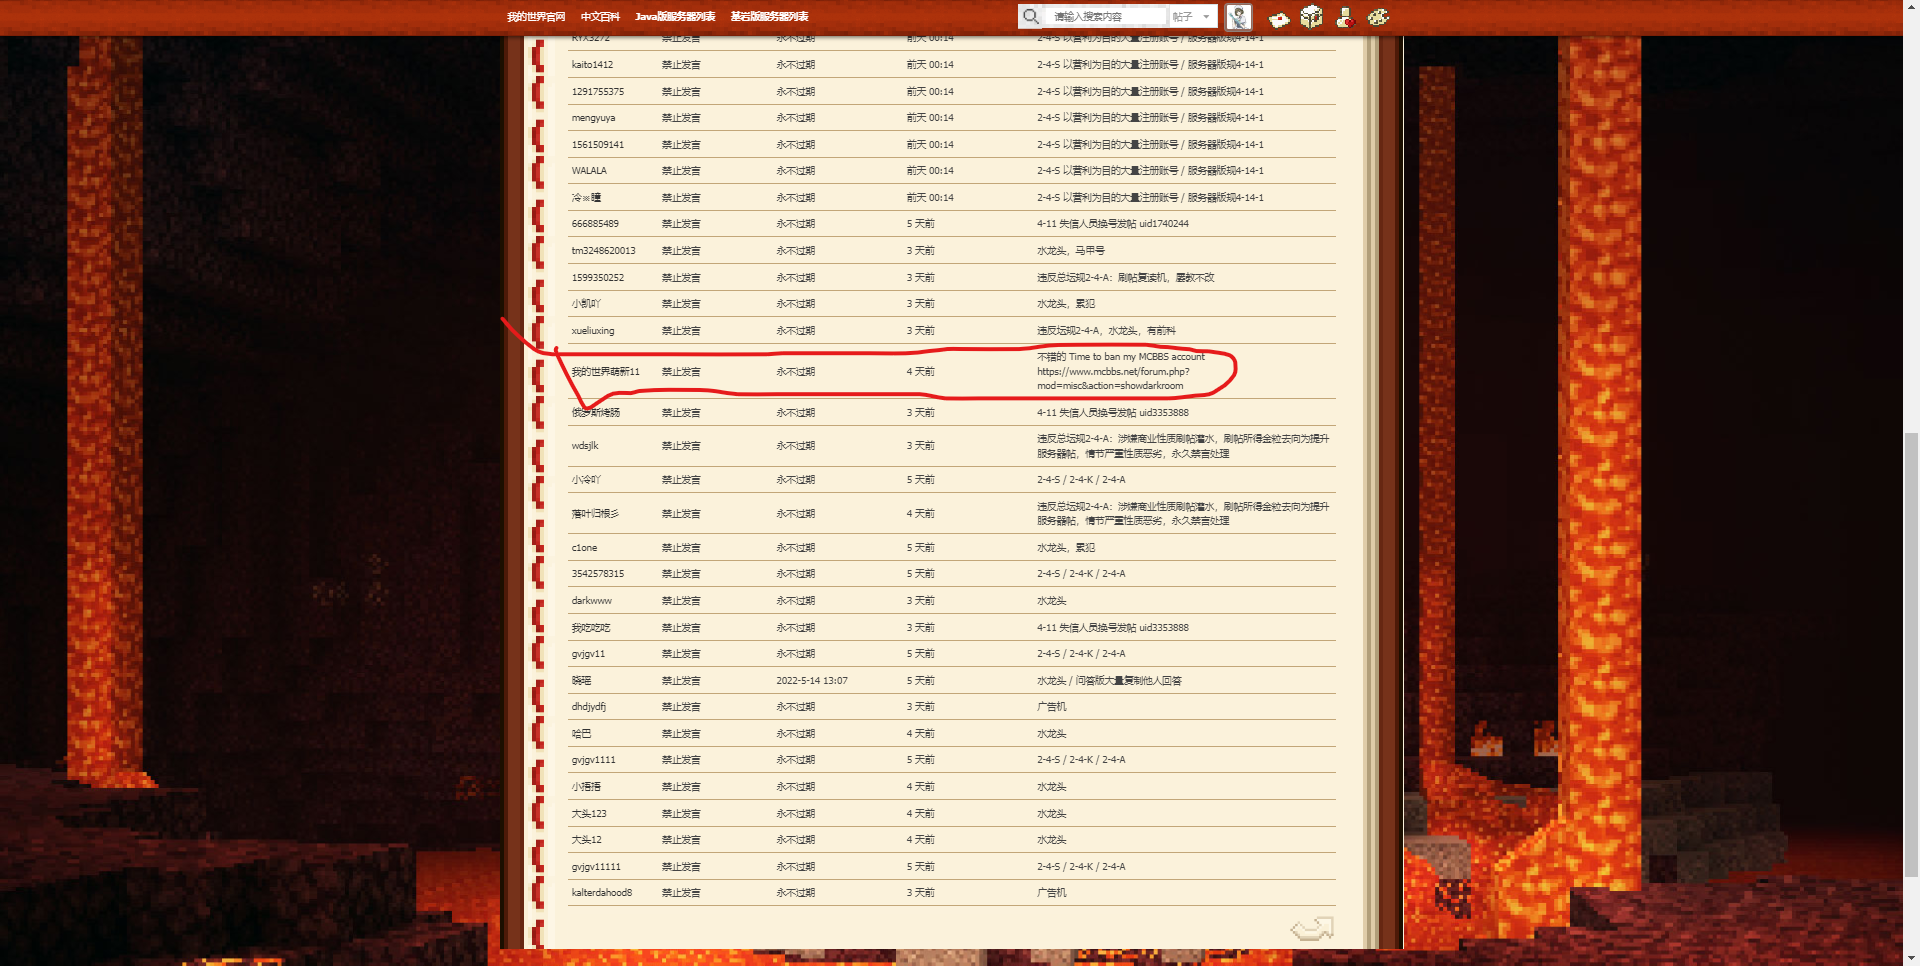 我的世界官网 中文百科 Java版服务器列表 基岩版服务器列表 请输入搜索内容 帖子
RYX3272 禁止发言 永不过期 前天 00:14 2-4-S 以营利为目的大量注册账号 / 服务器版规4-14-1
kaito1412 禁止发言 永不过期 前天 00:14 2-4-S 以营利为目的大量注册账号 / 服务器版规4-14-1
1291755375 禁止发言 永不过期 前天 00:14 2-4-S 以营利为目的大量注册账号 / 服务器版规4-14-1
mengyuya 禁止发言 永不过期 前天 00:14 2-4-S 以营利为目的大量注册账号 / 服务器版规4-14-1
1561509141 禁止发言 永不过期 前天 00:14 2-4-S 以营利为目的大量注册账号 / 服务器版规4-14-1
WALALA 禁止发言 永不过期 前天 00:14 2-4-S 以营利为目的大量注册账号 / 服务器版规4-14-1
冷※瞳 禁止发言 永不过期 前天 00:14 2-4-S 以营利为目的大量注册账号 / 服务器版规4-14-1
666885489 禁止发言 永不过期 5 天前 4-11 失信人员换号发帖 uid1740244
tm3248620013 禁止发言 永不过期 3 天前 水龙头，马甲号
1599350252 禁止发言 永不过期 3 天前 违反总坛规2-4-A：刷帖复读机，屡教不改
小凯吖 禁止发言 永不过期 3 天前 水龙头，累犯
xueliuxing 禁止发言 永不过期 3 天前 违反坛规2-4-A，水龙头，有前科
我的世界萌新11 禁止发言 永不过期 4 天前 不错的 Time to ban my MCBBS account
https://www.mcbbs.net/forum.php?
mod=misc&action=showdarkroom
俄罗斯烤肠 禁止发言 永不过期 3 天前 4-11 失信人员换号发帖 uid3353888
wdsjlk 禁止发言 永不过期 3 天前 违反总坛规2-4-A：涉嫌商业性质刷帖灌水，刷帖所得金粒去向为提升
服务器帖，情节严重性质恶劣，永久禁言处理
小冷吖 禁止发言 永不过期 5 天前 2-4-S / 2-4-K / 2-4-A
落叶归根彡 禁止发言 永不过期 4 天前 违反总坛规2-4-A：涉嫌商业性质刷帖灌水，刷帖所得金粒去向为提升
服务器帖，情节严重性质恶劣，永久禁言处理
c1one 禁止发言 永不过期 5 天前 水龙头，累犯
3542578315 禁止发言 永不过期 5 天前 2-4-S / 2-4-K / 2-4-A
darkwww 禁止发言 永不过期 3 天前 水龙头
我吃吃吃 禁止发言 永不过期 3 天前 4-11 失信人员换号发帖 uid3353888
gvjgv11 禁止发言 永不过期 5 天前 2-4-S / 2-4-K / 2-4-A
晓瑶 禁止发言 2022-5-14 13:07 5 天前 水龙头 / 问答版大量复制他人回答
dhdjydfj 禁止发言 永不过期 3 天前 广告机
哈巴 禁止发言 永不过期 4 天前 水龙头
gvjgv1111 禁止发言 永不过期 5 天前 2-4-S / 2-4-K / 2-4-A
小捂捂 禁止发言 永不过期 4 天前 水龙头
大头123 禁止发言 永不过期 4 天前 水龙头
大头12 禁止发言 永不过期 4 天前 水龙头
gvjgv11111 禁止发言 永不过期 5 天前 2-4-S / 2-4-K / 2-4-A
kalterdahood8 禁止发言 永不过期 3 天前 广告机